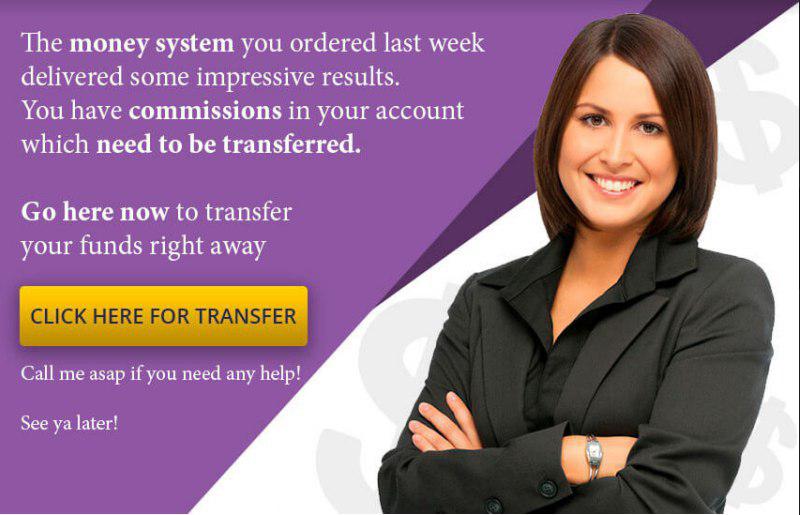 The money system you ordered last week
delivered some impressive results.
You have commissions in your account
which need to be transferred.
Go here now to transfer
your funds right away
CLICK HERE FOR TRANSFER
Call me asap if you need any help!
See ya later!